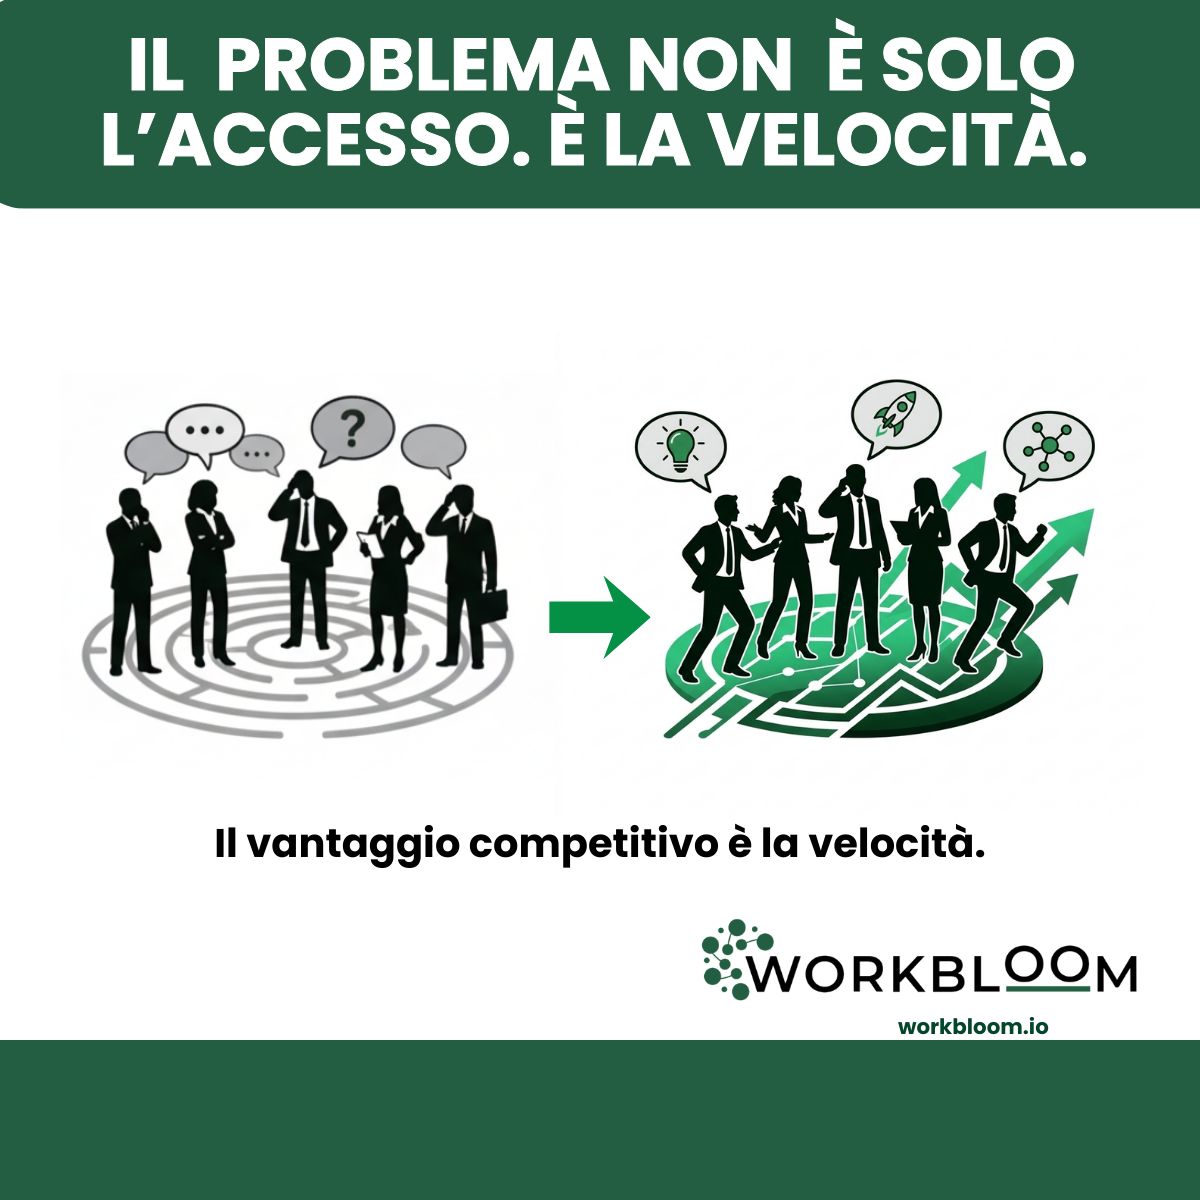 IL PROBLEMA NON È SOLO
L’ACCESSO. È LA VELOCITÀ.
?
Il vantaggio competitivo è la velocità.
WORKBLOOM
workbloom.io